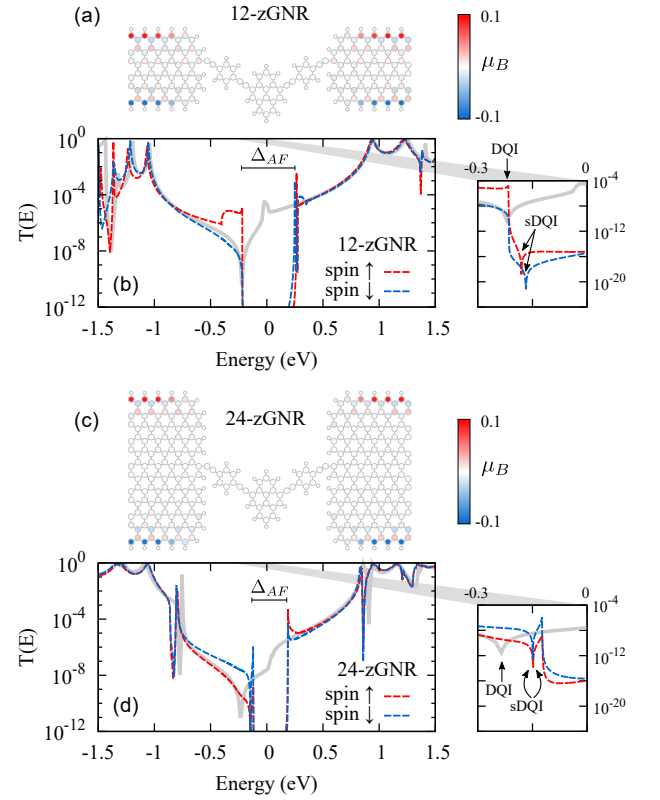 (a)
12-zGNR
0.1
μB
-0.1
10^0
10^-4
10^-8
10^-12
T(E)
Δ_AF
12-zGNR
spin ↑
spin ↓
(b)
-1.5 -1 -0.5 0 0.5 1 1.5
Energy (eV)
DQI
-0.3 0
10^-4
10^-12
10^-20
sDQI
(c)
24-zGNR
0.1
μB
-0.1
10^0
10^-4
10^-8
10^-12
T(E)
Δ_AF
24-zGNR
spin ↑
spin ↓
(d)
-1.5 -1 -0.5 0 0.5 1 1.5
Energy (eV)
-0.3 0
10^-4
10^-12
10^-20
DQI
sDQI